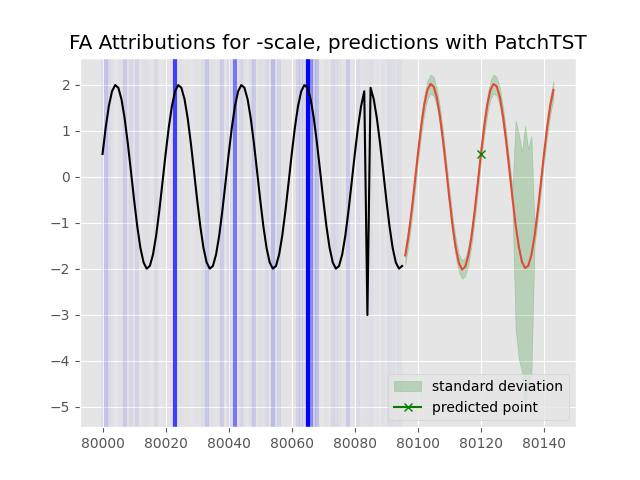 FA Attributions for -scale, predictions with PatchTST
2
1
0
−1
−2
−3
−4
−5
standard deviation
predicted point
80000 80020 80040 80060 80080 80100 80120 80140